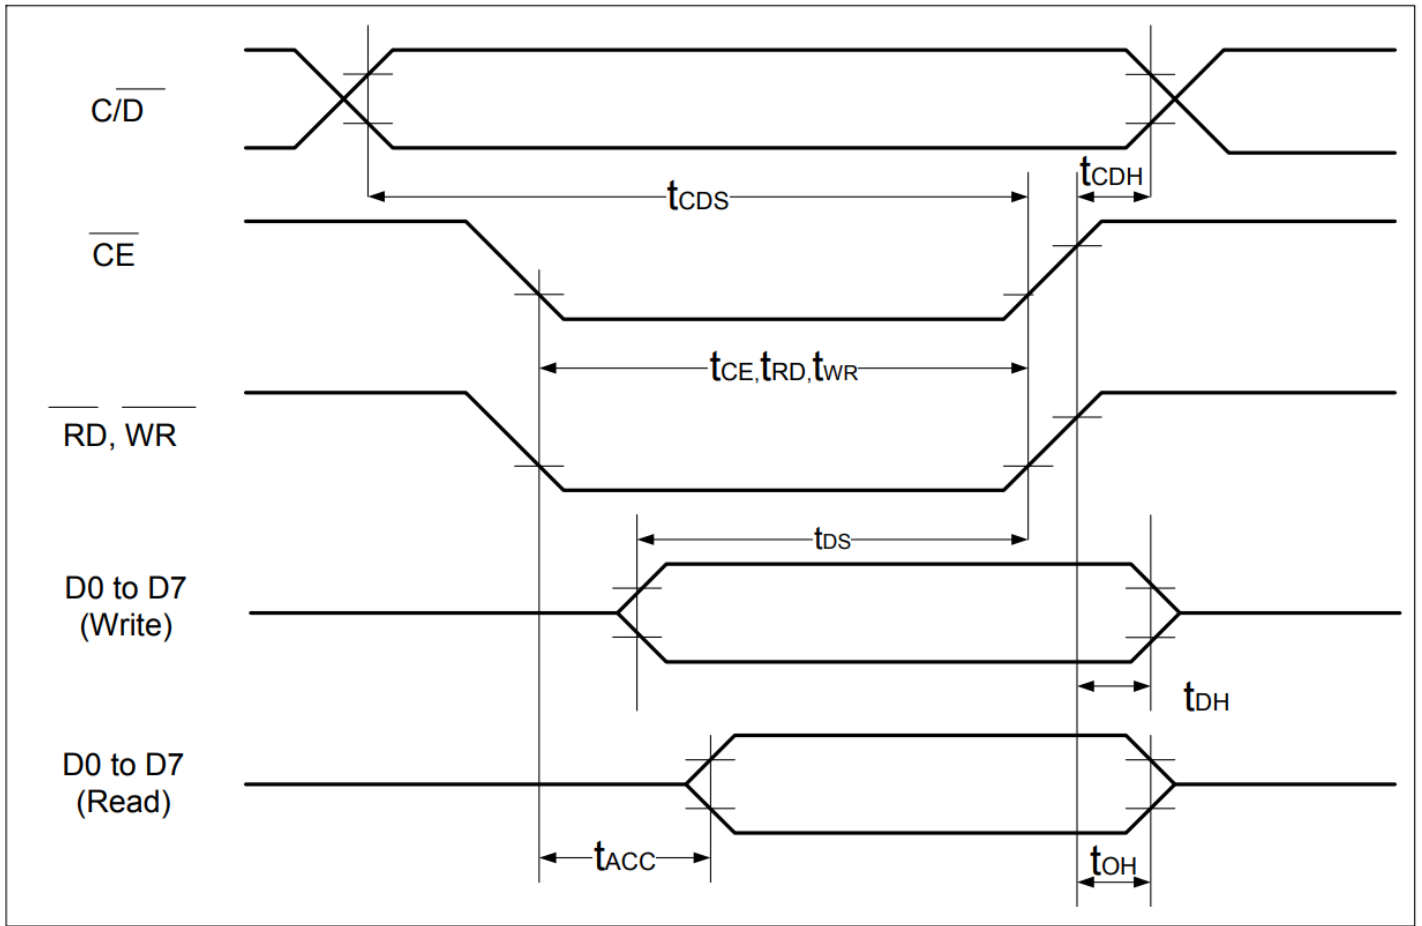 C/D
tCDH
tCDS
CE
tCE,tRD,tWR
RD, WR
tDS
D0 to D7
(Write)
tDH
D0 to D7
(Read)
tACC
tOH